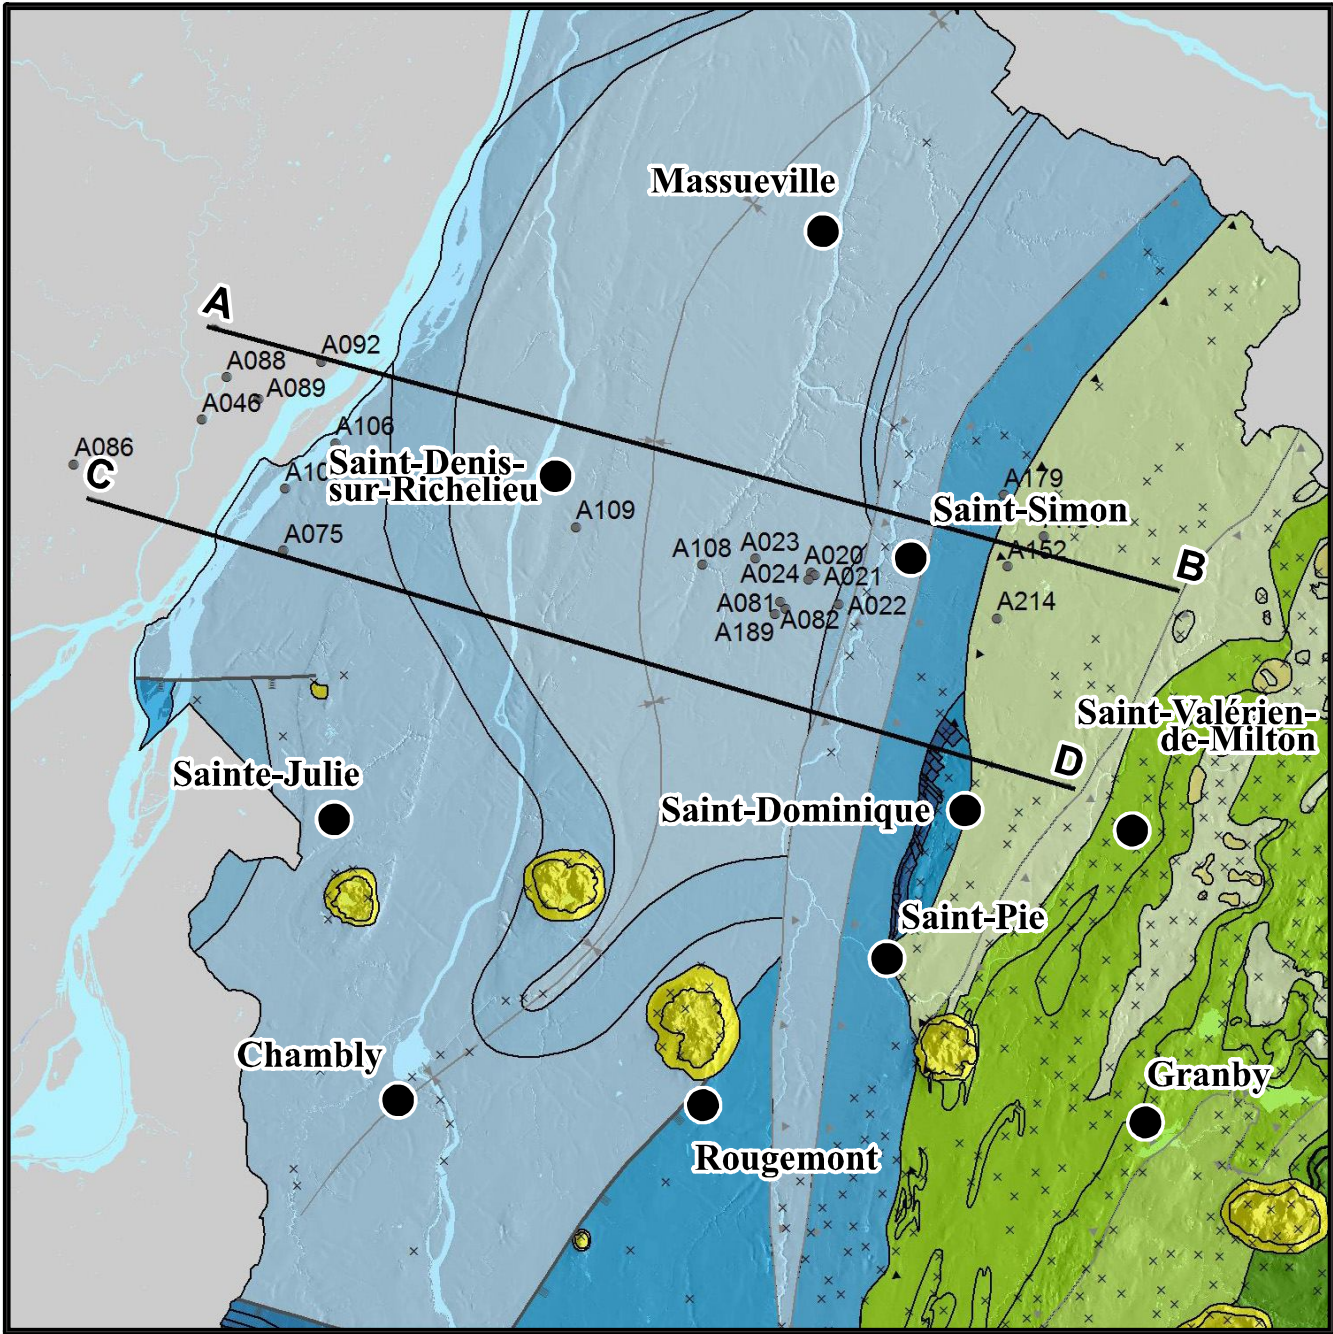 Massueville
A
A092
A088
A089
A046
A106
A086
C
Saint-Denis-
sur-Richelieu
A179
A109
Saint-Simon
A075
A108
A023
A020
A152
B
A024
A021
A081
A022
A082
A214
A189
Saint-Valérien-
de-Milton
Sainte-Julie
D
Saint-Dominique
Saint-Pie
Chambly
Granby
Rougemont